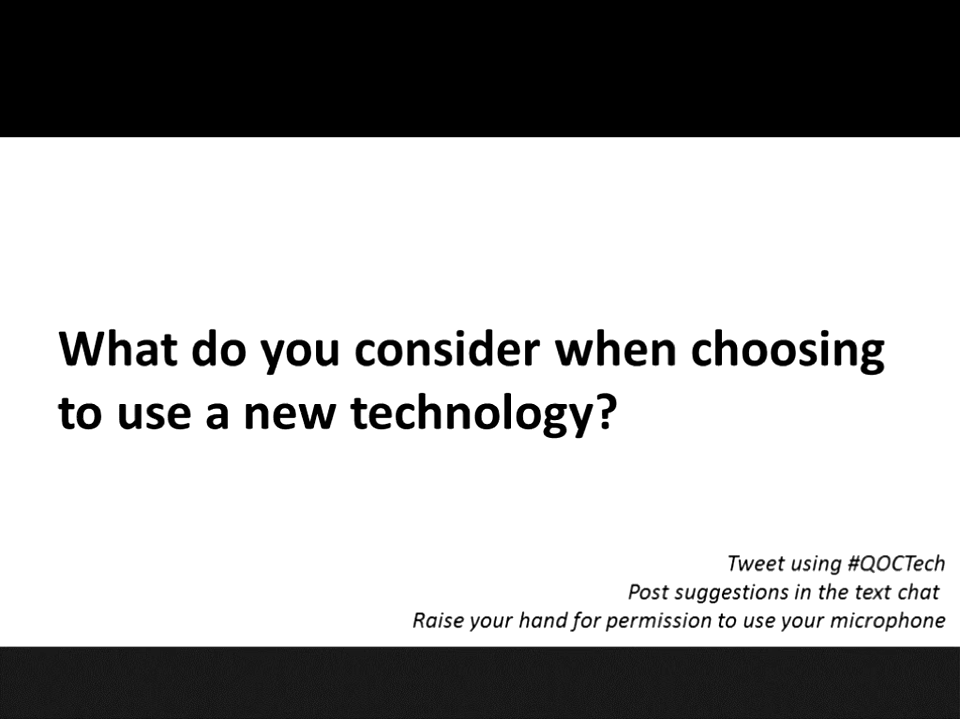 What do you consider when choosing
to use a new technology?
Tweet using #QOCTech
Post suggestions in the text chat
Raise your hand for permission to use your microphone